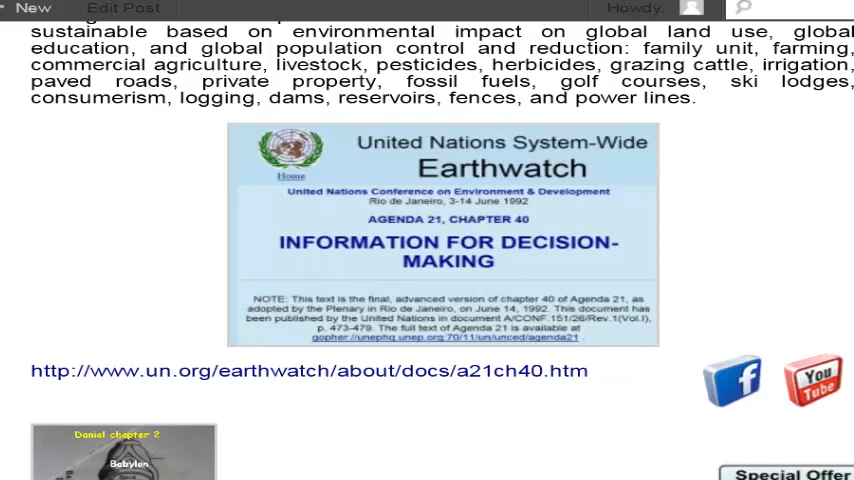 New Edit Post Howdy,
sustainable based on environmental impact on global land use, global
education, and global population control and reduction: family unit, farming,
commercial agriculture, livestock, pesticides, herbicides, grazing cattle, irrigation,
paved roads, private property, fossil fuels, golf courses, ski lodges,
consumerism, logging, dams, reservoirs, fences, and power lines.
United Nations System-Wide
Earthwatch
Home
United Nations Conference on Environment & Development
Rio de Janeiro, 3-14 June 1992
AGENDA 21, CHAPTER 40
INFORMATION FOR DECISION-
MAKING
NOTE: This text is the final, advanced version of chapter 40 of Agenda 21, as
adopted by the Plenary in Rio de Janeiro, on June 14, 1992. This document has
been published by the United Nations in document A/CONF.151/26/Rev.1(Vol.I),
p. 473-479. The full text of Agenda 21 is available at
gopher://unephq.unep.org:70/11/un/unced/agenda21 .
http://www.un.org/earthwatch/about/docs/a21ch40.htm
f
You
Tube
Daniel chapter 2
Babylon
Special Offer